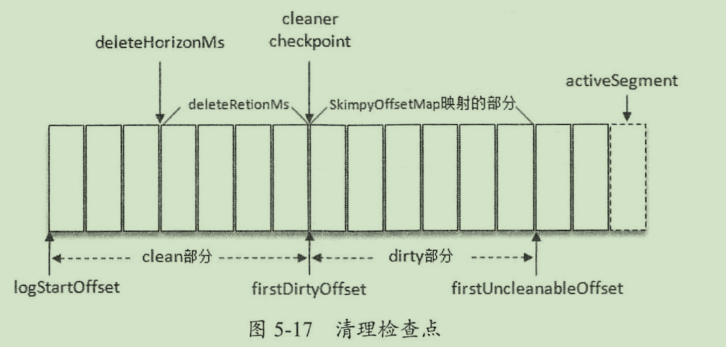 cleaner
checkpoint
deleteHorizonMs
activeSegment
deleteRetionMs
SkimpyOffsetMap映射的部分
clean部分
dirty部分
logStartOffset
firstDirtyOffset
firstUncleanableOffset
图 5-17 清理检查点